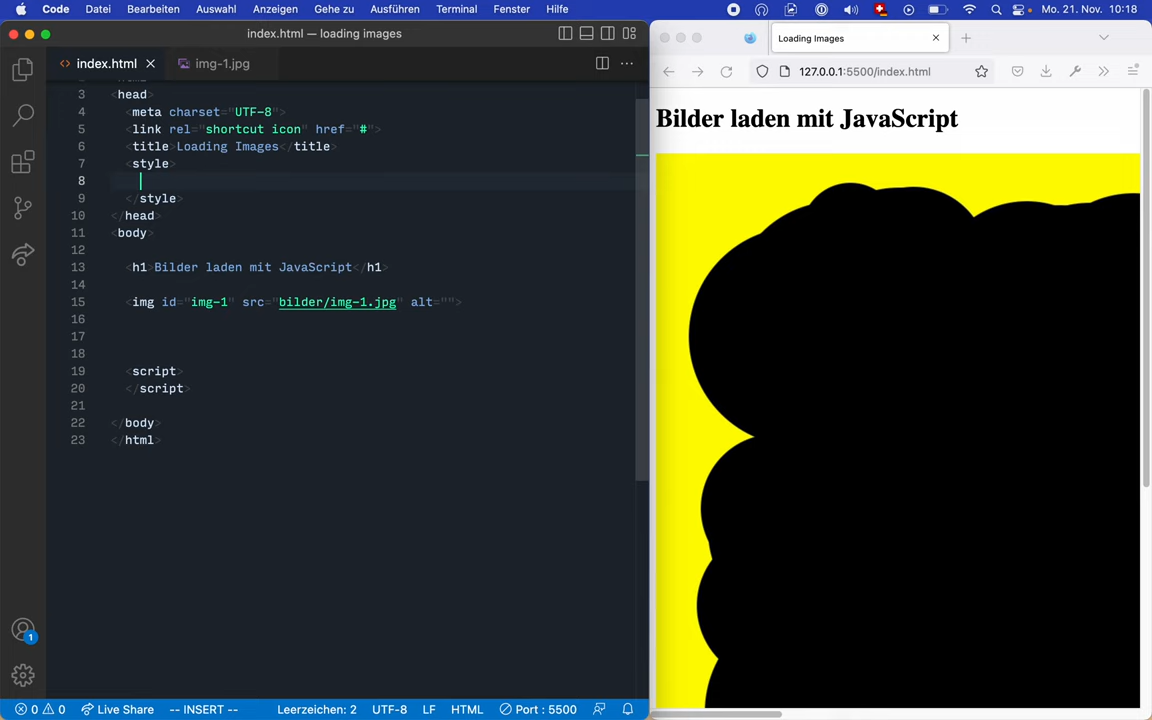 Code Datei Bearbeiten Auswahl Anzeigen Gehe zu Ausführen Terminal Fenster Hilfe Mo. 21. Nov. 10:18
index.html — loading images
index.html img-1.jpg
3 <head>
4 <meta charset="UTF-8">
5 <link rel="shortcut icon" href="#">
6 <title>Loading Images</title>
7 <style>
8
9 </style>
10 </head>
11 <body>
12
13 <h1>Bilder laden mit JavaScript</h1>
14
15 <img id="img-1" src="bilder/img-1.jpg" alt="">
16
17
18
19 <script>
20 </script>
21
22 </body>
23 </html>
1
0 0 Live Share -- INSERT -- Leerzeichen: 2 UTF-8 LF HTML Port : 5500
Loading Images
127.0.0.1:5500/index.html
Bilder laden mit JavaScript